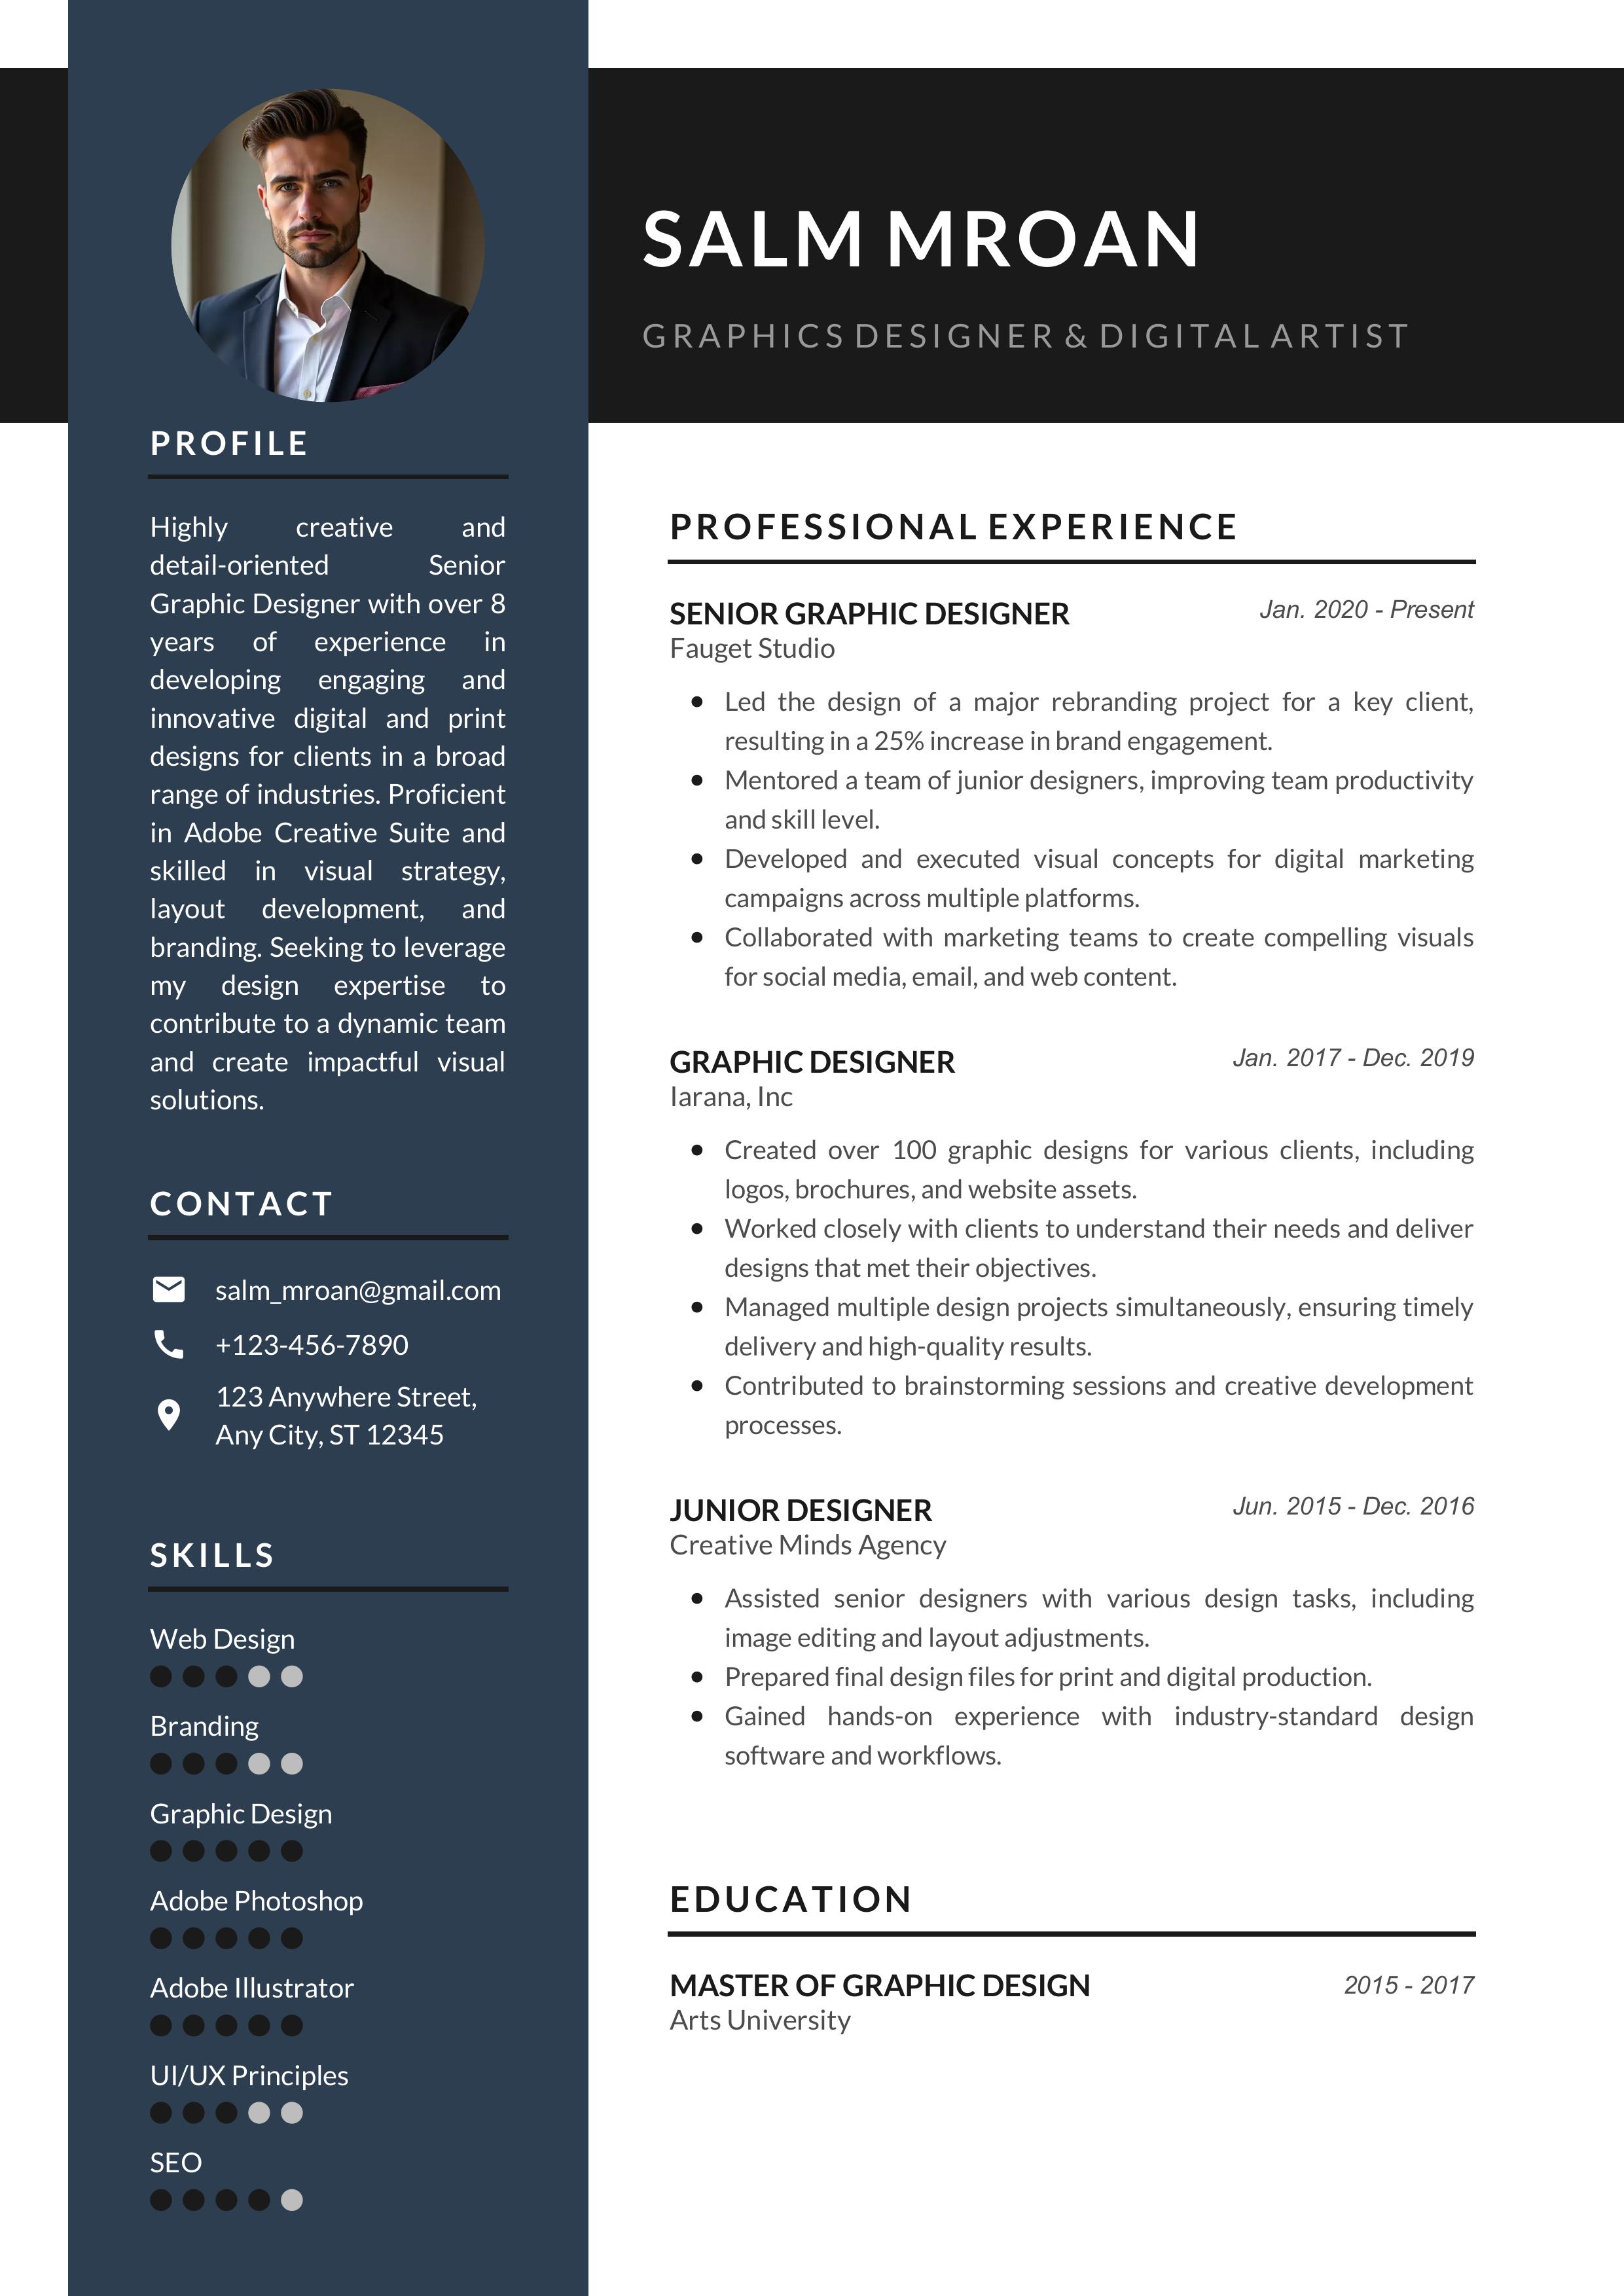 SALM MROAN
GRAPHICS DESIGNER & DIGITAL ARTIST
PROFILE
Highly creative and
detail-oriented Senior
Graphic Designer with over 8
years of experience in
developing engaging and
innovative digital and print
designs for clients in a broad
range of industries. Proficient
in Adobe Creative Suite and
skilled in visual strategy,
layout development, and
branding. Seeking to leverage
my design expertise to
contribute to a dynamic team
and create impactful visual
solutions.
CONTACT
salm_mroan@gmail.com
+123-456-7890
123 Anywhere Street,
Any City, ST 12345
SKILLS
Web Design
Branding
Graphic Design
Adobe Photoshop
Adobe Illustrator
UI/UX Principles
SEO
PROFESSIONAL EXPERIENCE
SENIOR GRAPHIC DESIGNER Jan. 2020 - Present
Fauget Studio
• Led the design of a major rebranding project for a key client,
resulting in a 25% increase in brand engagement.
• Mentored a team of junior designers, improving team productivity
and skill level.
• Developed and executed visual concepts for digital marketing
campaigns across multiple platforms.
• Collaborated with marketing teams to create compelling visuals
for social media, email, and web content.
GRAPHIC DESIGNER Jan. 2017 - Dec. 2019
Iarana, Inc
• Created over 100 graphic designs for various clients, including
logos, brochures, and website assets.
• Worked closely with clients to understand their needs and deliver
designs that met their objectives.
• Managed multiple design projects simultaneously, ensuring timely
delivery and high-quality results.
• Contributed to brainstorming sessions and creative development
processes.
JUNIOR DESIGNER Jun. 2015 - Dec. 2016
Creative Minds Agency
• Assisted senior designers with various design tasks, including
image editing and layout adjustments.
• Prepared final design files for print and digital production.
• Gained hands-on experience with industry-standard design
software and workflows.
EDUCATION
MASTER OF GRAPHIC DESIGN 2015 - 2017
Arts University